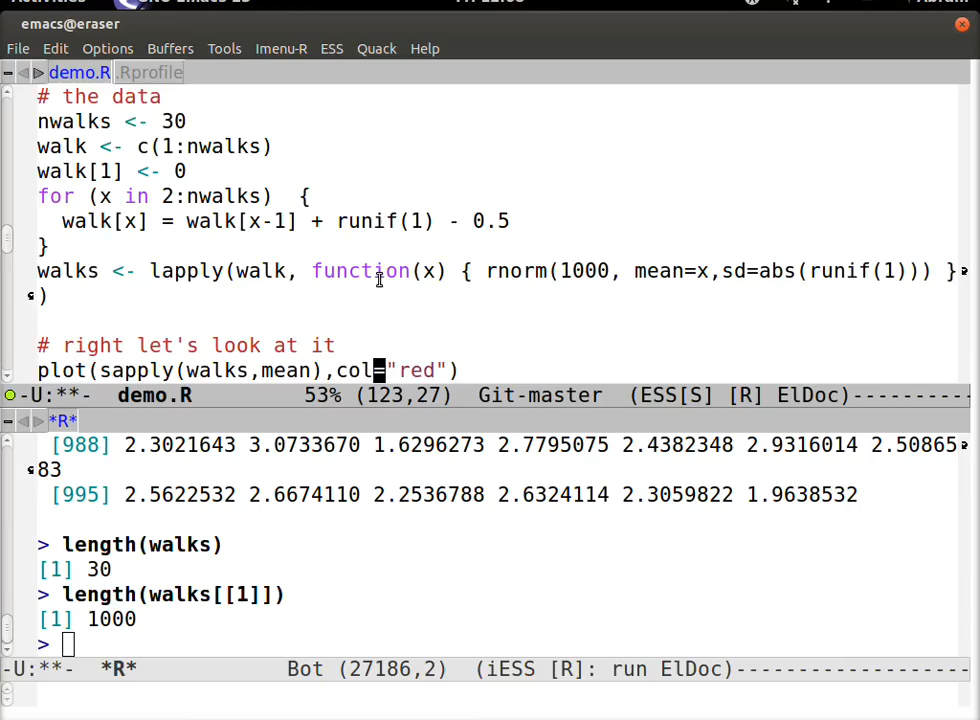 emacs@eraser
File Edit Options Buffers Tools Imenu-R ESS Quack Help
demo.R .Rprofile
# the data
nwalks <- 30
walk <- c(1:nwalks)
walk[1] <- 0
for (x in 2:nwalks)  {
  walk[x] = walk[x-1] + runif(1) - 0.5
}
walks <- lapply(walk, function(x) { rnorm(1000, mean=x,sd=abs(runif(1))) }
)
# right let's look at it
plot(sapply(walks,mean),col="red")
-U:**-  demo.R         53% (123,27)   Git-master  (ESS[S] [R] ElDoc)----------
*R*
[988] 2.3021643 3.0733670 1.6296273 2.7795075 2.4382348 2.9316014 2.50865
83
[995] 2.5622532 2.6674110 2.2536788 2.6324114 2.3059822 1.9638532
> length(walks)
[1] 30
> length(walks[[1]])
[1] 1000
>
-U:**-  *R*            Bot (27186,2)  (iESS [R]: run ElDoc)-------------------